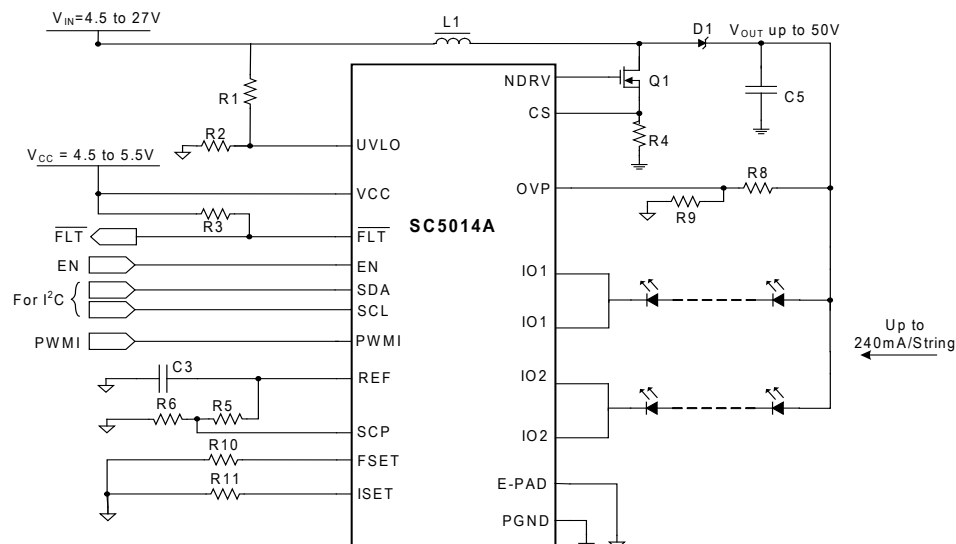 V_IN=4.5 to 27V
L1
D1
V_OUT up to 50V
R1
NDRV
Q1
C5
CS
R4
R2
UVLO
V_CC = 4.5 to 5.5V
VCC
OVP
R8
R9
R3
SC5014A
FLT
FLT
EN
EN
IO1
For I²C
SDA
SCL
IO1
Up to
240mA/String
PWMI
PWMI
C3
REF
IO2
R6
R5
SCP
IO2
R10
FSET
R11
ISET
E-PAD
PGND